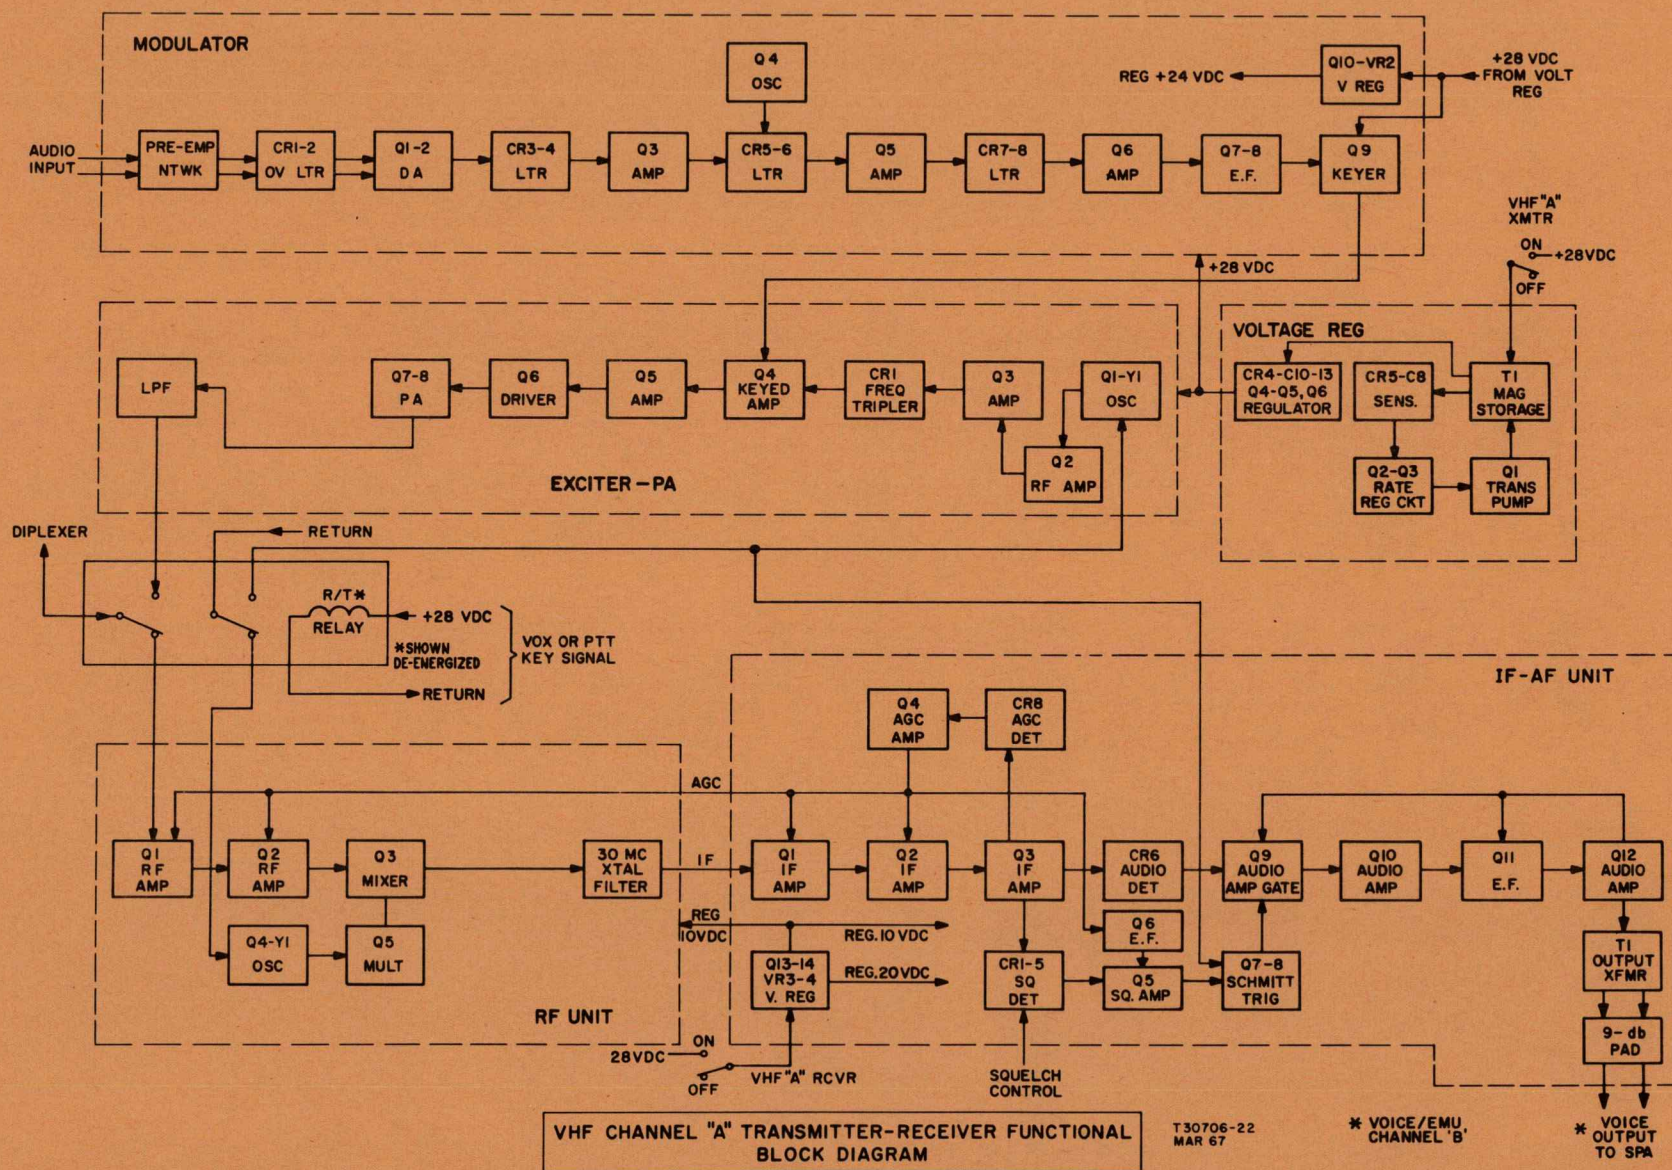 MODULATOR
Q4
OSC
REG +24 VDC
Q10-VR2
V REG
+28 VDC
FROM VOLT
REG
AUDIO
INPUT
PRE-EMP
NTWK
CR1-2
OV LTR
Q1-2
DA
CR3-4
LTR
Q3
AMP
CR5-6
LTR
Q5
AMP
CR7-8
LTR
Q6
AMP
Q7-8
E.F.
Q9
KEYER
VHF "A"
XMTR
ON
+28VDC
OFF
+28 VDC
VOLTAGE REG
LPF
Q7-8
PA
Q6
DRIVER
Q5
AMP
Q4
KEYED
AMP
CR1
FREQ
TRIPLER
Q3
AMP
Q1-Y1
OSC
CR4-C10-13
Q4-Q5,Q6
REGULATOR
CR5-C8
SENS.
T1
MAG
STORAGE
EXCITER-PA
Q2
RF AMP
Q2-Q3
RATE
REG CKT
Q1
TRANS
PUMP
DIPLEXER
RETURN
R/T*
RELAY
+28 VDC
*SHOWN
DE-ENERGIZED
VOX OR PTT
KEY SIGNAL
RETURN
IF-AF UNIT
Q4
AGC
AMP
CR8
AGC
DET
AGC
Q1
RF
AMP
Q2
RF
AMP
Q3
MIXER
30 MC
XTAL
FILTER
IF
Q1
IF
AMP
Q2
IF
AMP
Q3
IF
AMP
CR6
AUDIO
DET
Q9
AUDIO
AMP GATE
Q10
AUDIO
AMP
Q11
E.F.
Q12
AUDIO
AMP
REG
10VDC
REG.10 VDC
Q4-Y1
OSC
Q5
MULT
Q13-14
VR3-4
V. REG
REG.20VDC
CR1-5
SQ
DET
Q6
E.F.
Q5
SQ. AMP
Q7-8
SCHMITT
TRIG
T1
OUTPUT
XFMR
RF UNIT
9-db
PAD
ON
28VDC
OFF
VHF "A" RCVR
SQUELCH
CONTROL
VHF CHANNEL "A" TRANSMITTER-RECEIVER FUNCTIONAL
BLOCK DIAGRAM
T30706-22
MAR 67
* VOICE/EMU
CHANNEL 'B'
* VOICE
OUTPUT
TO SPA